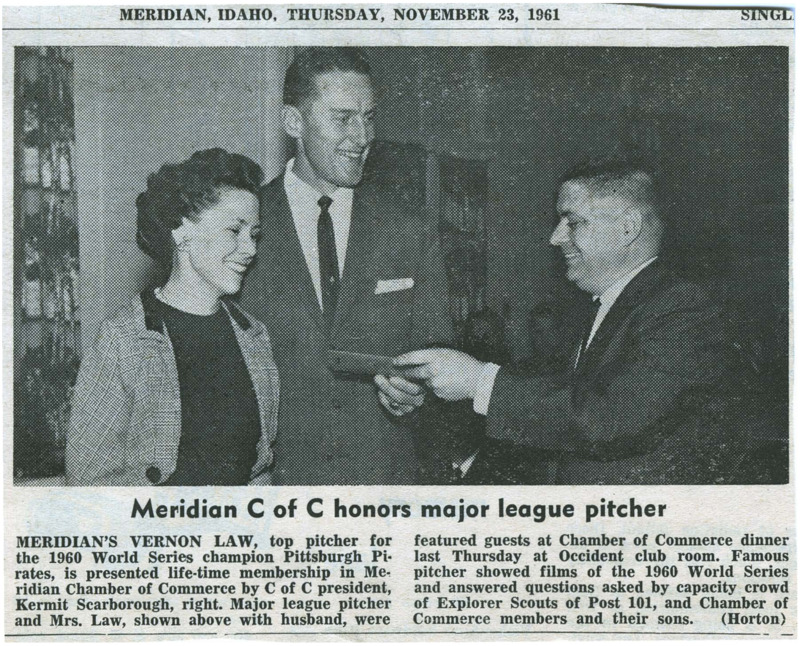 MERIDIAN, IDAHO, THURSDAY, NOVEMBER 23, 1961 SINGL
Meridian C of C honors major league pitcher
MERIDIAN'S VERNON LAW, top pitcher for
the 1960 World Series champion Pittsburgh Pi-
rates, is presented life-time membership in Me-
ridian Chamber of Commerce by C of C president,
Kermit Scarborough, right. Major league pitcher
and Mrs. Law, shown above with husband, were
featured guests at Chamber of Commerce dinner
last Thursday at Occident club room. Famous
pitcher showed films of the 1960 World Series
and answered questions asked by capacity crowd
of Explorer Scouts of Post 101, and Chamber of
Commerce members and their sons. (Horton)